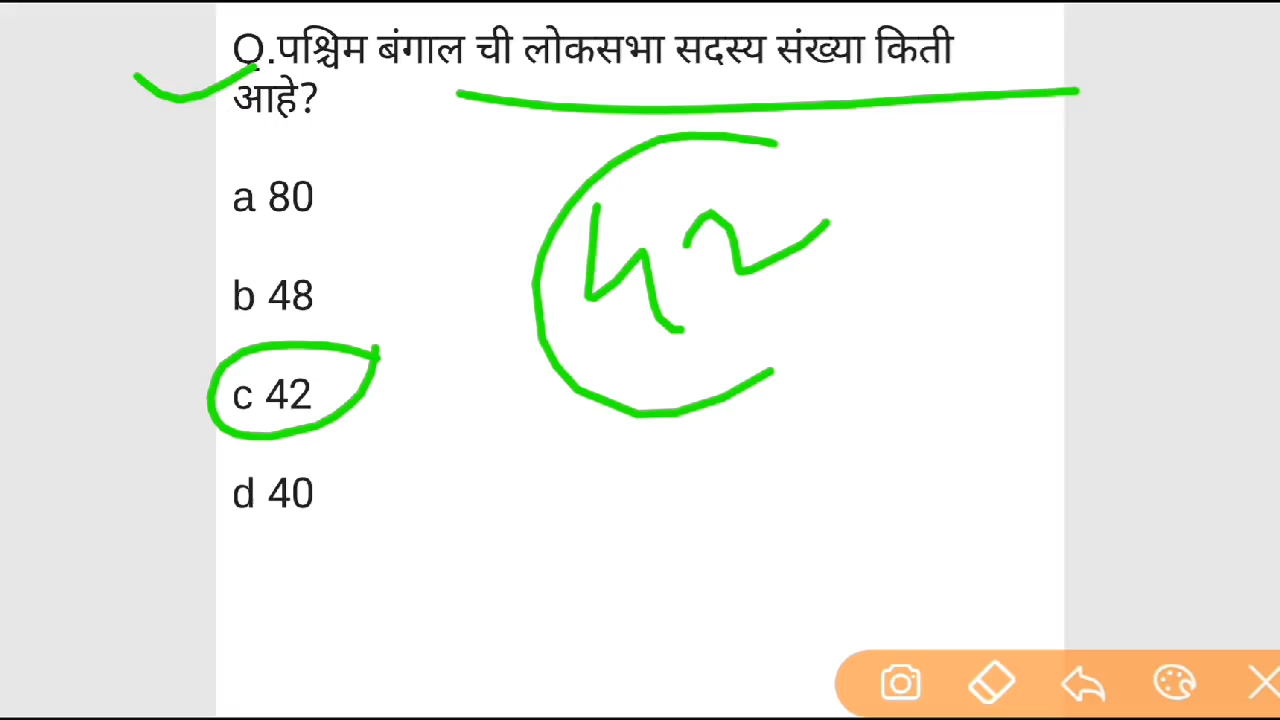 Q.पश्चिम बंगाल ची लोकसभा सदस्य संख्या किती
आहे?
a 80
b 48
42
c 42
d 40